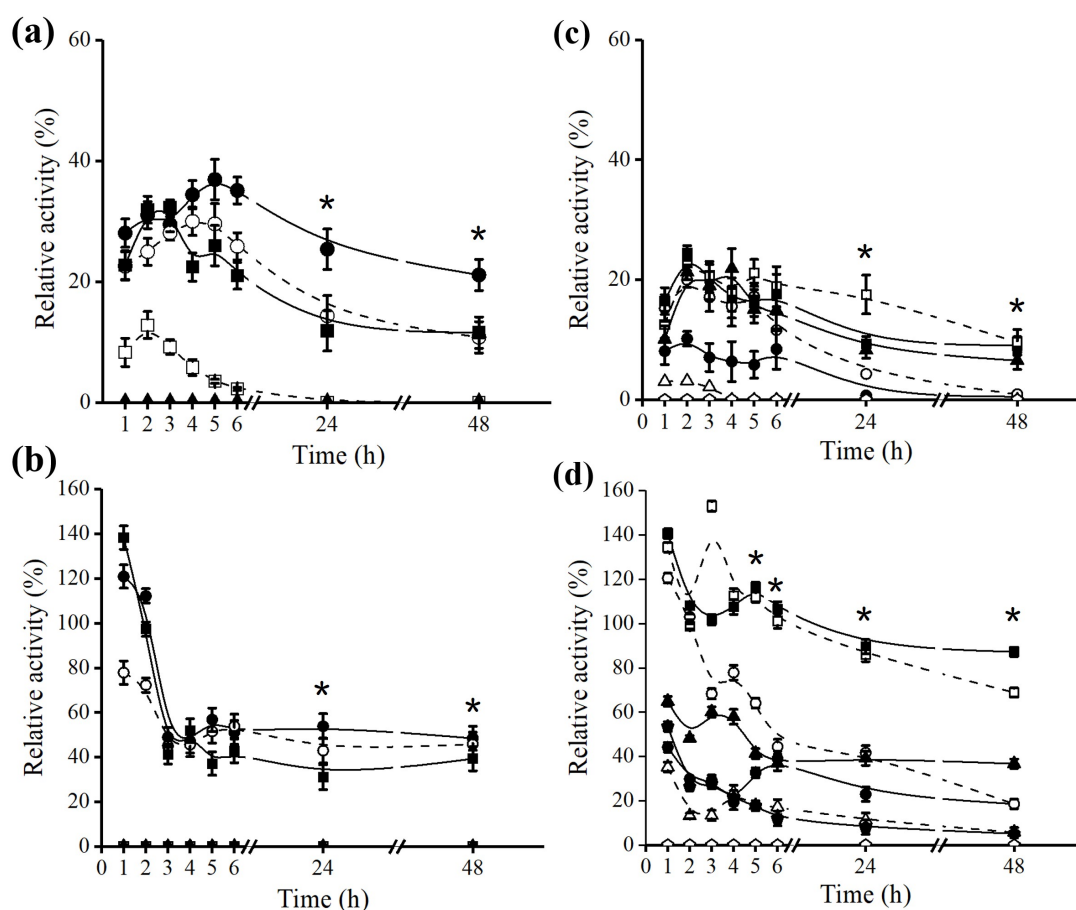 (a)
60
40
20
0
Relative activity (%)
*
*
1 2 3 4 5 6 24 48
Time (h)
(b)
160
140
120
100
80
60
40
20
0
Relative activity (%)
*
*
0 1 2 3 4 5 6 24 48
Time (h)
(c)
60
40
20
0
Relative activity (%)
*
*
0 1 2 3 4 5 6 24 48
Time (h)
(d)
160
140
120
100
80
60
40
20
0
Relative activity (%)
*
*
*
*
0 1 2 3 4 5 6 24 48
Time (h)